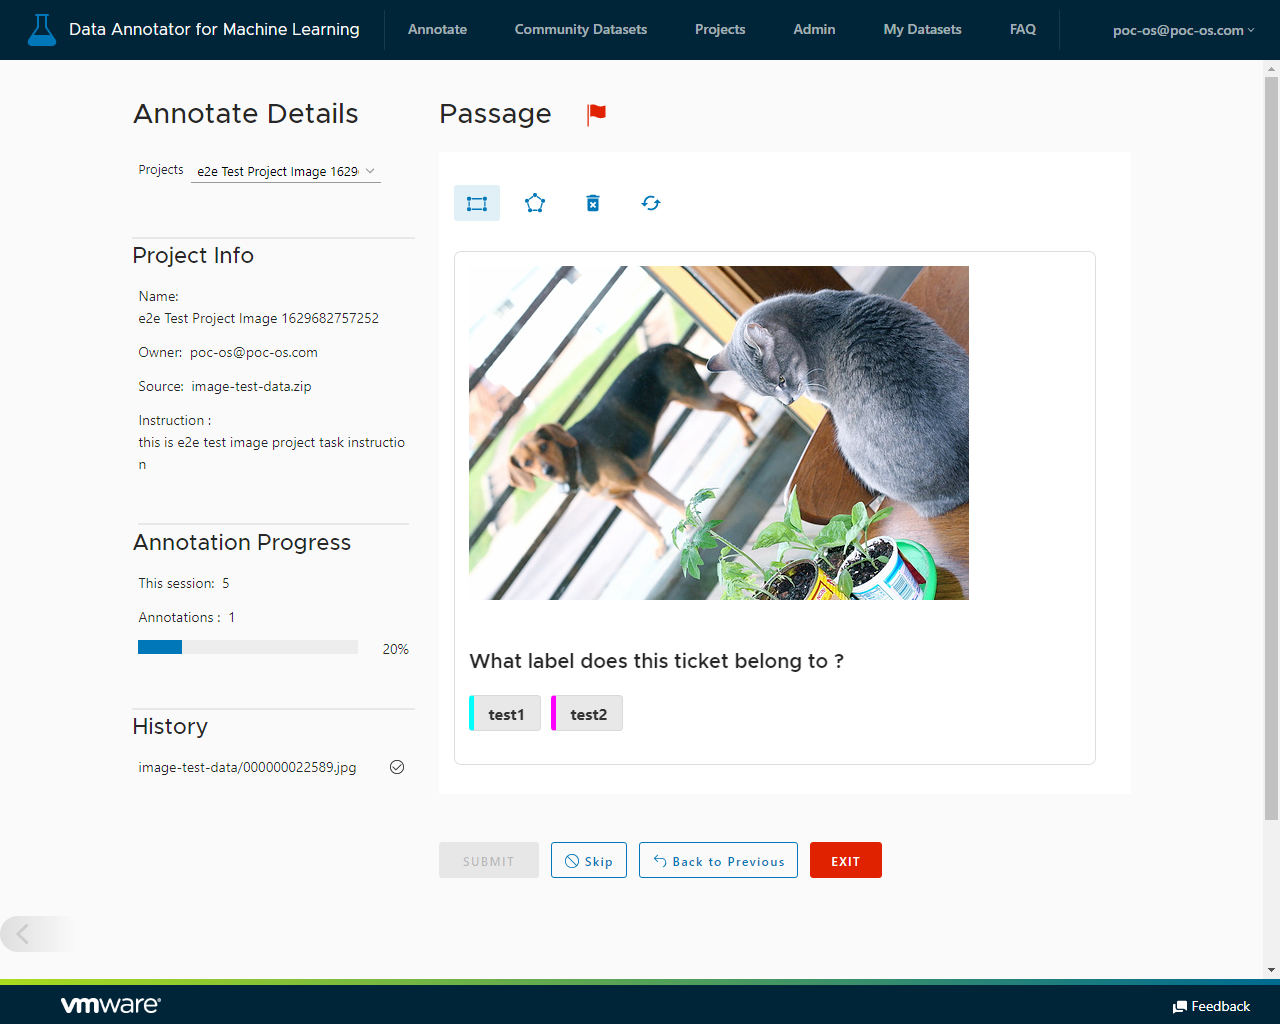 Data Annotator for Machine Learning
Annotate
Community Datasets
Projects
Admin
My Datasets
FAQ
poc-os@poc-os.com
Annotate Details
Projects
e2e Test Project Image 1629
Project Info
Name:
e2e Test Project Image 1629682757252
Owner: poc-os@poc-os.com
Source: image-test-data.zip
Instruction :
this is e2e test image project task instructio
n
Annotation Progress
This session: 5
Annotations : 1
20%
History
image-test-data/000000022589.jpg
Passage
What label does this ticket belong to ?
test1
test2
SUBMIT
Skip
Back to Previous
EXIT
vmware
Feedback